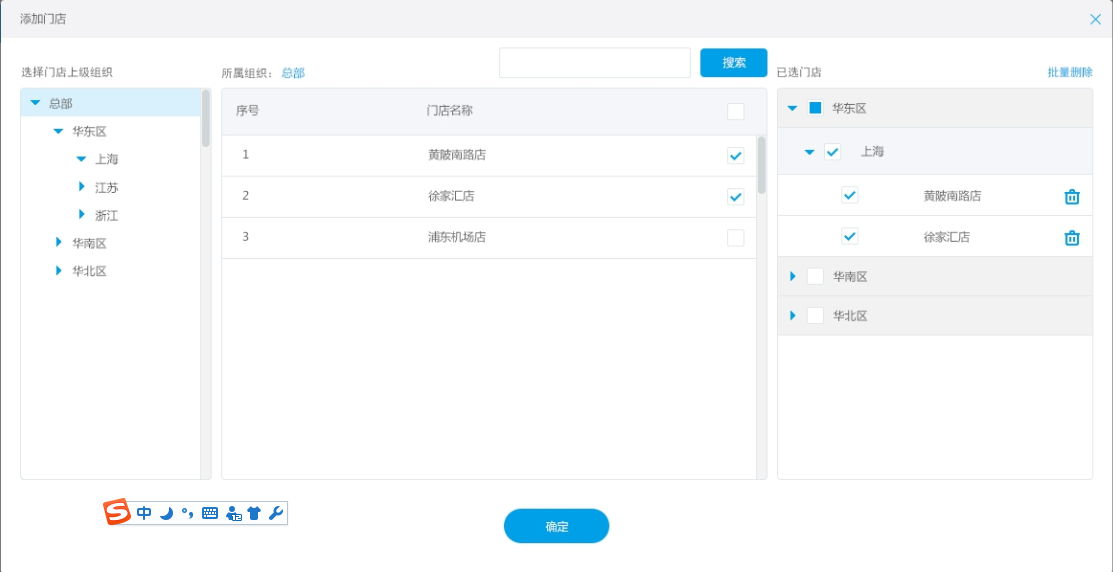 添加门店
搜索
选择门店上级组织
所属组织： 总部
已选门店
批量删除
总部
华东区
上海
江苏
浙江
华南区
华北区
序号 门店名称
1 黄陂南路店
2 徐家汇店
3 浦东机场店
华东区
上海
黄陂南路店
徐家汇店
华南区
华北区
S 中
确定